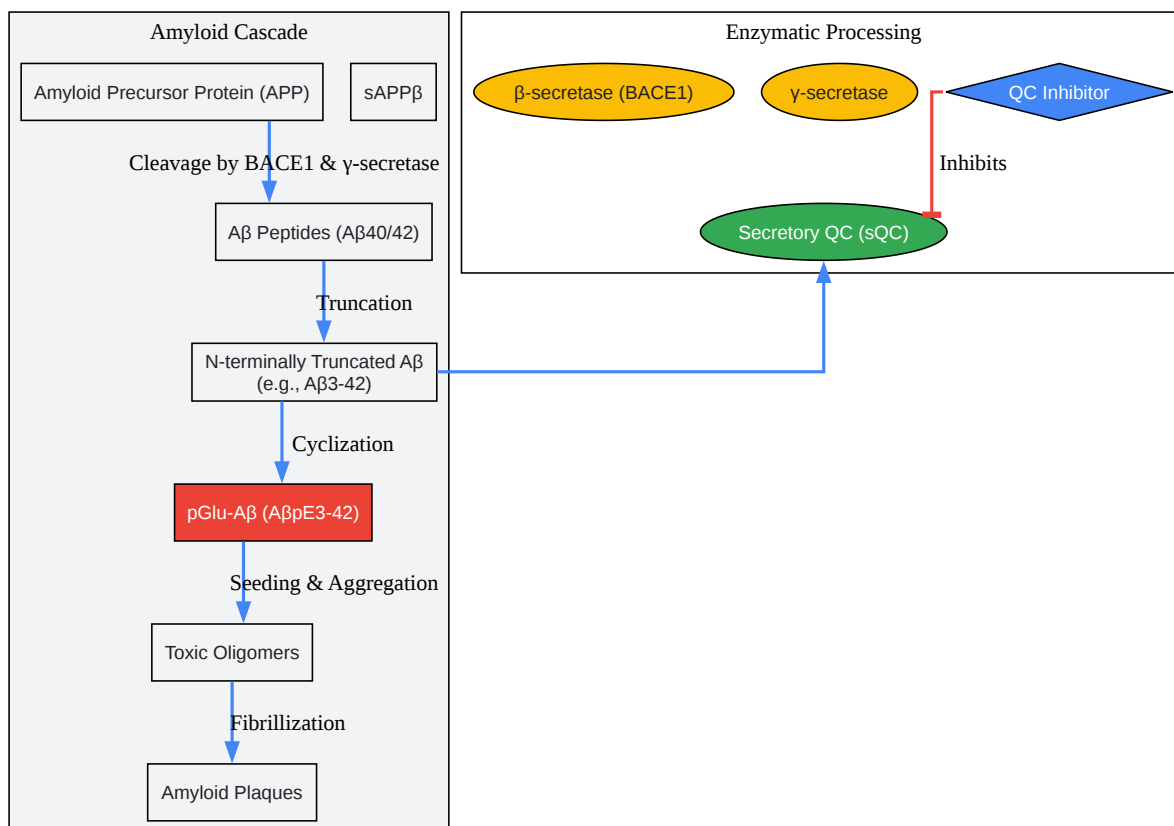 Amyloid Cascade
Amyloid Precursor Protein (APP)
sAPPβ
Cleavage by BACE1 & γ-secretase
Aβ Peptides (Aβ40/42)
Truncation
N-terminally Truncated Aβ
(e.g., Aβ3-42)
Cyclization
pGlu-Aβ (AβpE3-42)
Seeding & Aggregation
Toxic Oligomers
Fibrillization
Amyloid Plaques
Enzymatic Processing
β-secretase (BACE1)
γ-secretase
QC Inhibitor
Inhibits
Secretory QC (sQC)